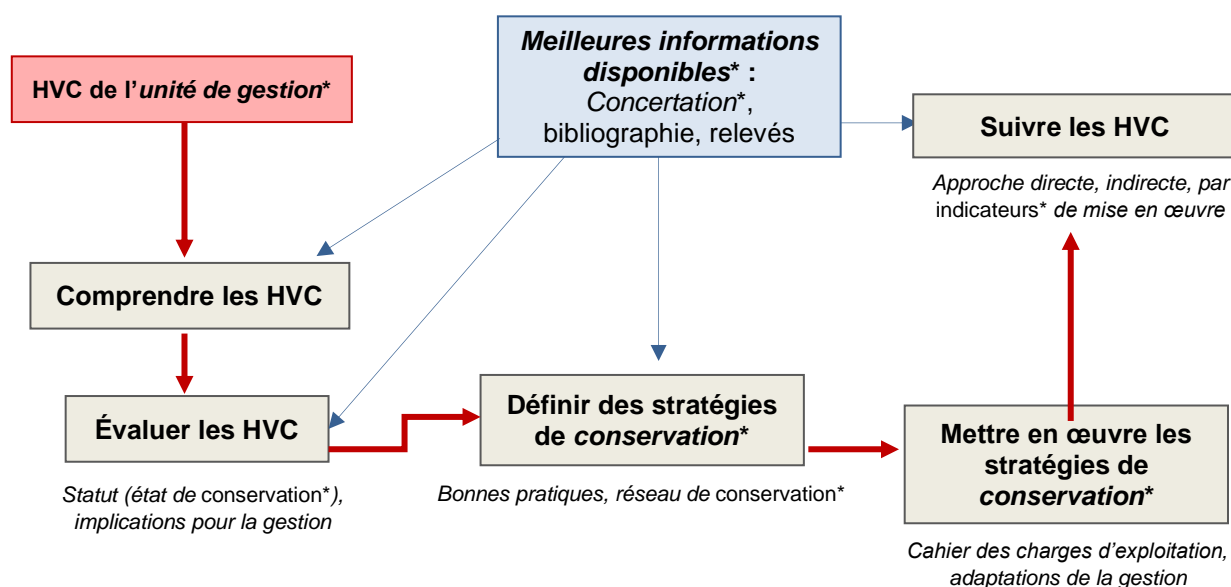 HVC de l’unité de gestion*
Meilleures informations
disponibles* :
Concertation*,
bibliographie, relevés
Suivre les HVC
Approche directe, indirecte, par
indicateurs* de mise en œuvre
Comprendre les HVC
Évaluer les HVC
Statut (état de conservation*),
implications pour la gestion
Définir des stratégies
de conservation*
Bonnes pratiques, réseau de conservation*
Mettre en œuvre les
stratégies de
conservation*
Cahier des charges d’exploitation,
adaptations de la gestion